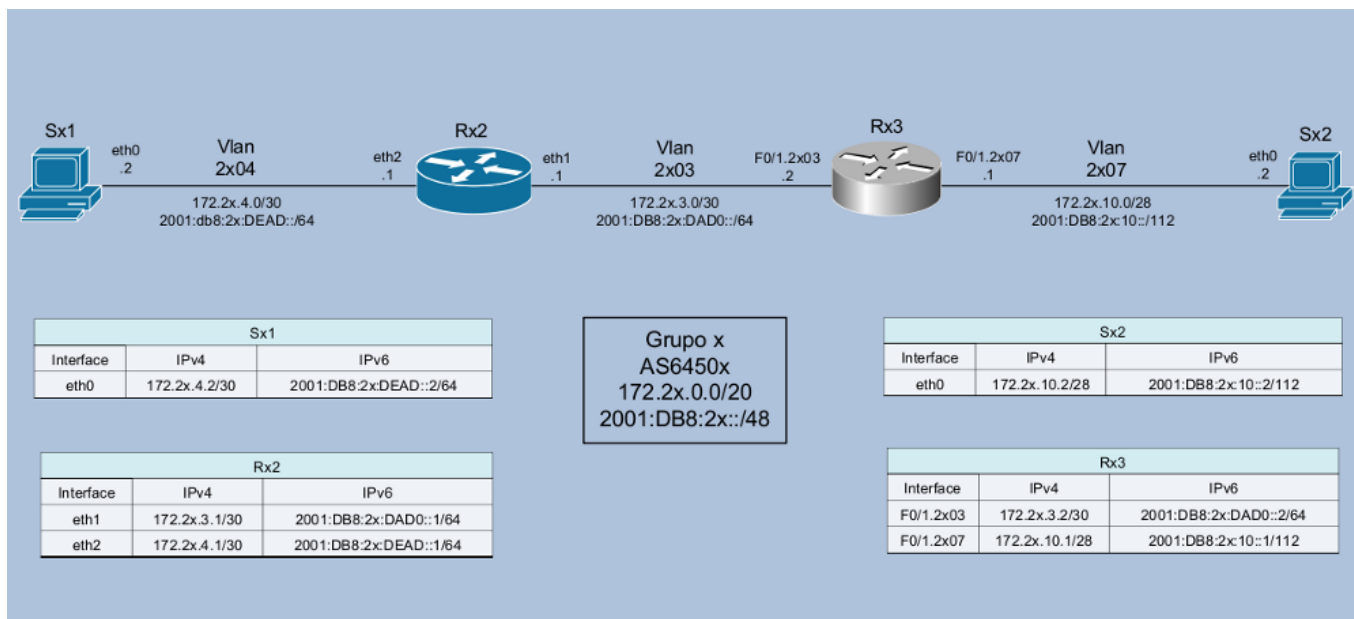 Sx1
eth0
.2
Vlan
2x04
eth2
.1
Rx2
eth1
.1
Vlan
2x03
F0/1.2x03
.2
Rx3
F0/1.2x07
.1
Vlan
2x07
eth0
.2
Sx2
172.2x.4.0/30
2001:db8:2x:DEAD::/64
172.2x.3.0/30
2001:DB8:2x:DAD0::/64
172.2x.10.0/28
2001:DB8:2x:10::/112
Sx1
Interface IPv4 IPv6
eth0 172.2x.4.2/30 2001:DB8:2x:DEAD::2/64
Grupo x
AS6450x
172.2x.0.0/20
2001:DB8:2x::/48
Sx2
Interface IPv4 IPv6
eth0 172.2x.10.2/28 2001:DB8:2x:10::2/112
Rx2
Interface IPv4 IPv6
eth1 172.2x.3.1/30 2001:DB8:2x:DAD0::1/64
eth2 172.2x.4.1/30 2001:DB8:2x:DEAD::1/64
Rx3
Interface IPv4 IPv6
F0/1.2x03 172.2x.3.2/30 2001:DB8:2x:DAD0::2/64
F0/1.2x07 172.2x.10.1/28 2001:DB8:2x:10::1/112